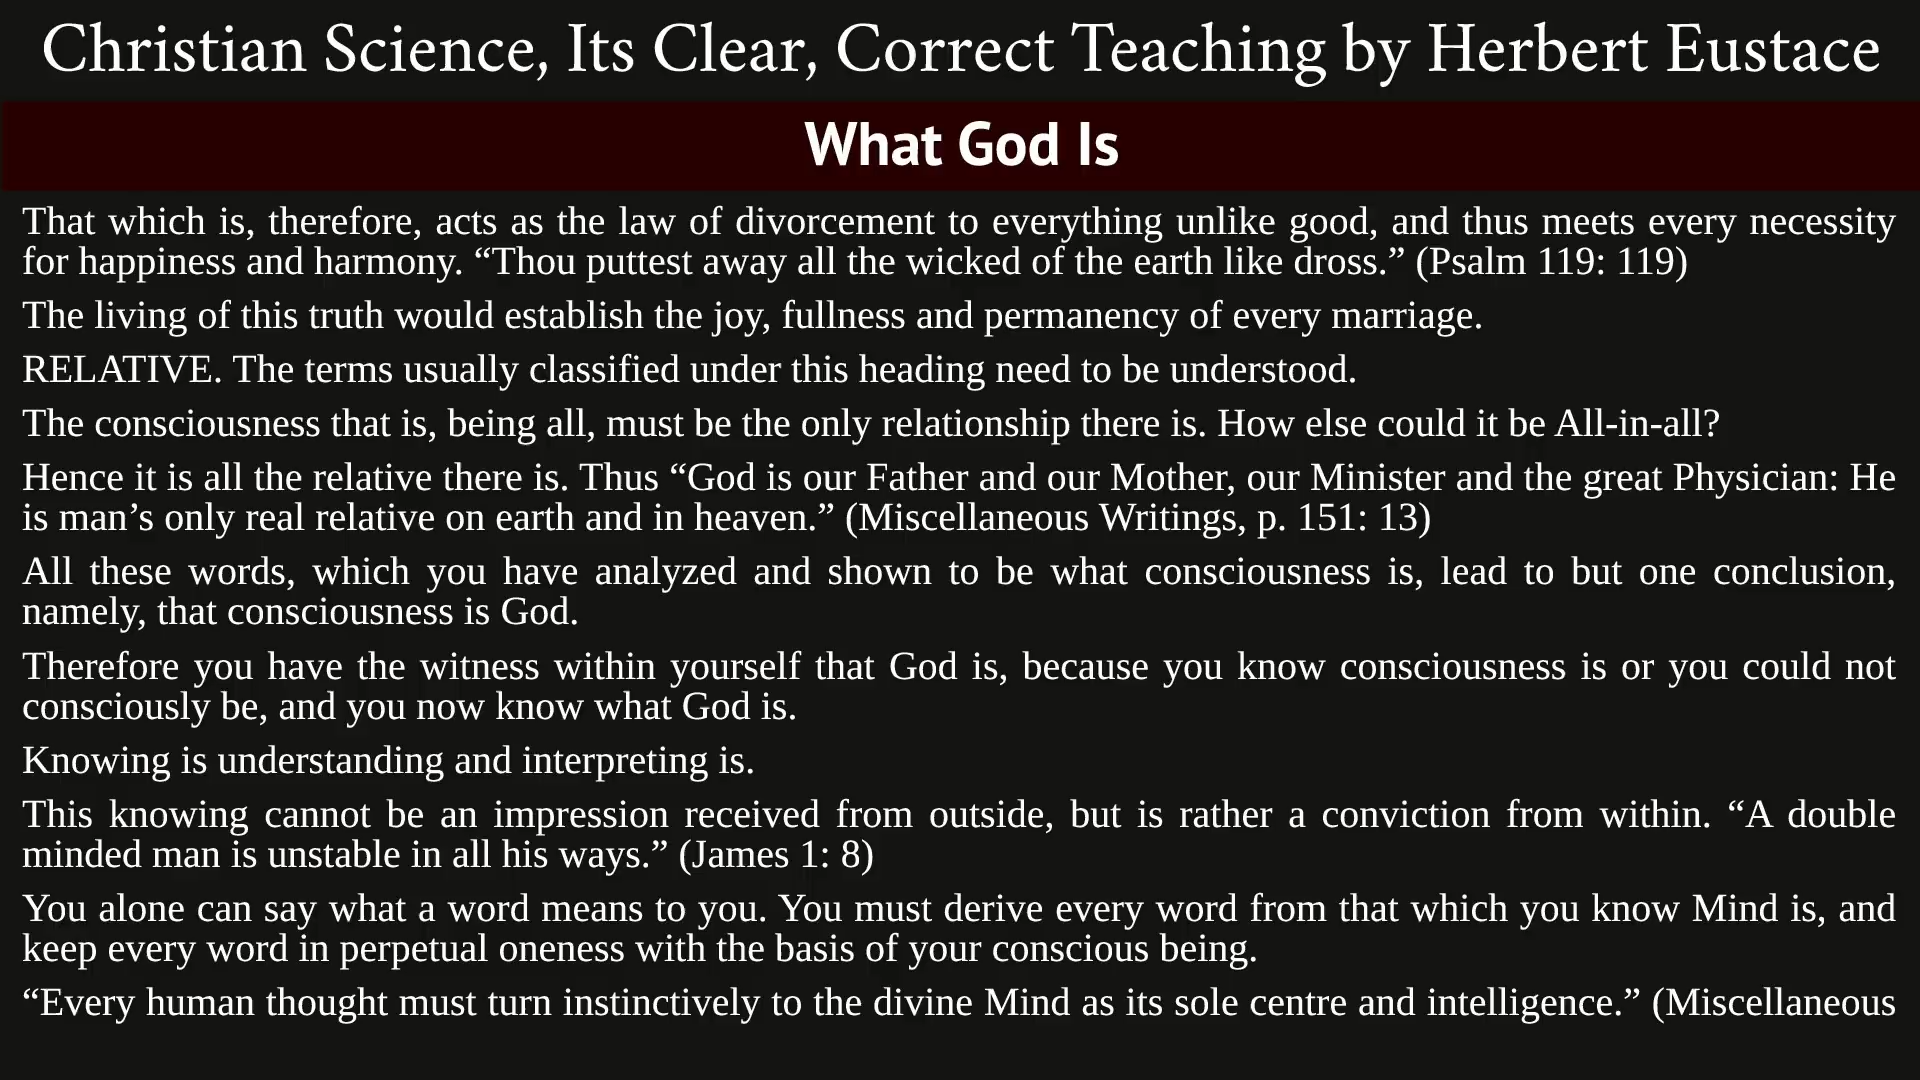 Christian Science, Its Clear, Correct Teaching by Herbert Eustace
What God Is
That which is, therefore, acts as the law of divorcement to everything unlike good, and thus meets every necessity
for happiness and harmony. “Thou puttest away all the wicked of the earth like dross.” (Psalm 119: 119)
The living of this truth would establish the joy, fullness and permanency of every marriage.
RELATIVE. The terms usually classified under this heading need to be understood.
The consciousness that is, being all, must be the only relationship there is. How else could it be All-in-all?
Hence it is all the relative there is. Thus “God is our Father and our Mother, our Minister and the great Physician: He
is man’s only real relative on earth and in heaven.” (Miscellaneous Writings, p. 151: 13)
All these words, which you have analyzed and shown to be what consciousness is, lead to but one conclusion,
namely, that consciousness is God.
Therefore you have the witness within yourself that God is, because you know consciousness is or you could not
consciously be, and you now know what God is.
Knowing is understanding and interpreting is.
This knowing cannot be an impression received from outside, but is rather a conviction from within. “A double
minded man is unstable in all his ways.” (James 1: 8)
You alone can say what a word means to you. You must derive every word from that which you know Mind is, and
keep every word in perpetual oneness with the basis of your conscious being.
“Every human thought must turn instinctively to the divine Mind as its sole centre and intelligence.” (Miscellaneous